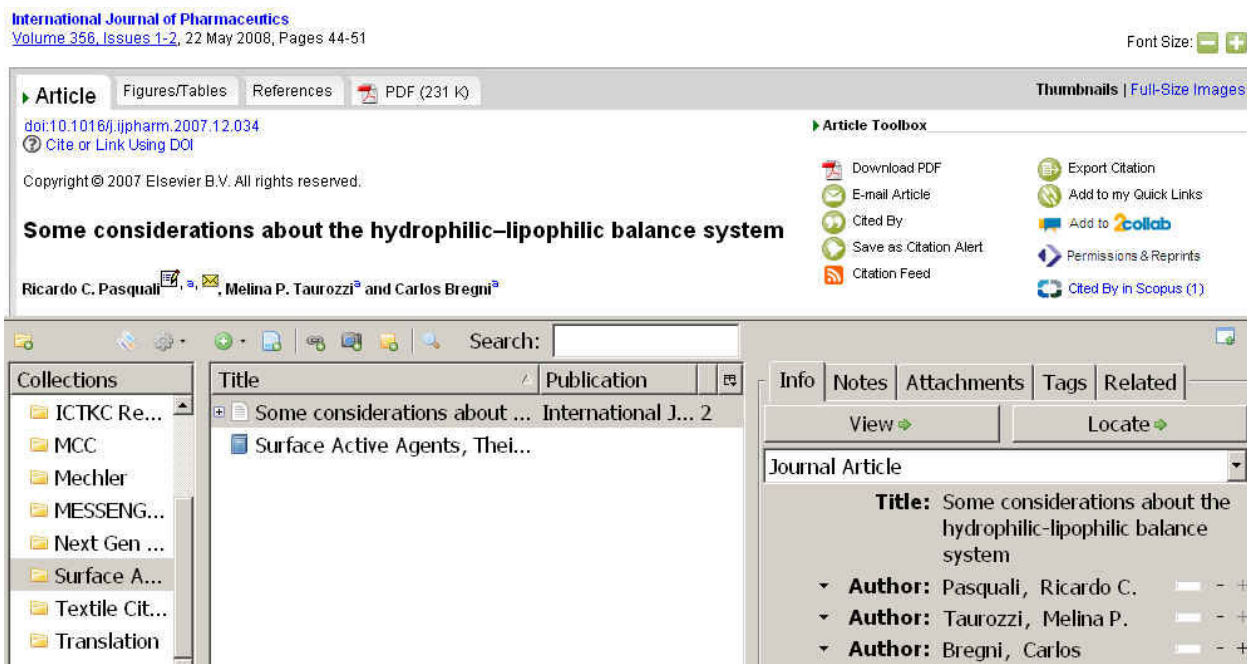 International Journal of Pharmaceutics
Volume 356, Issues 1-2, 22 May 2008, Pages 44-51
Font Size:
Article Figures/Tables References PDF (231 K)
Thumbnails | Full-Size Images
doi:10.1016/j.ijpharm.2007.12.034
Cite or Link Using DOI
Copyright © 2007 Elsevier B.V. All rights reserved.
Some considerations about the hydrophilic–lipophilic balance system
Ricardo C. Pasquali, a, , Melina P. Taurozzi a and Carlos Bregni a
Article Toolbox
Download PDF
E-mail Article
Cited By
Save as Citation Alert
Citation Feed
Export Citation
Add to my Quick Links
Add to 2collab
Permissions & Reprints
Cited By in Scopus (1)
Search:
Collections
ICTKC Re...
MCC
Mechler
MESSENG...
Next Gen ...
Surface A...
Textile Cit...
Translation
Title Publication
Some considerations about ... International J... 2
Surface Active Agents, Thei...
Info Notes Attachments Tags Related
View Locate
Journal Article
Title: Some considerations about the
hydrophilic-lipophilic balance
system
Author: Pasquali, Ricardo C. - +
Author: Taurozzi, Melina P. - +
Author: Bregni, Carlos - +